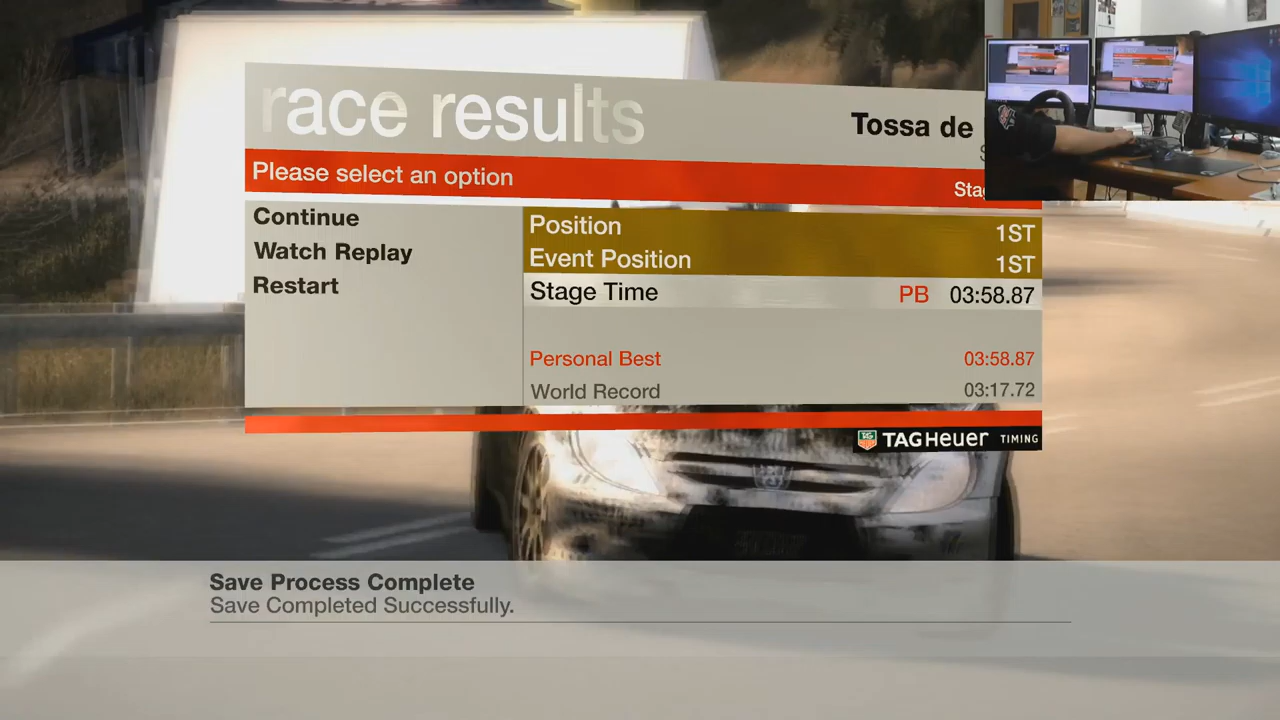 race results
Tossa de
Please select an option
Continue
Watch Replay
Restart
Position 1ST
Event Position 1ST
Stage Time PB 03:58.87
Personal Best 03:58.87
World Record 03:17.72
TAGHeuer TIMING
Save Process Complete
Save Completed Successfully.